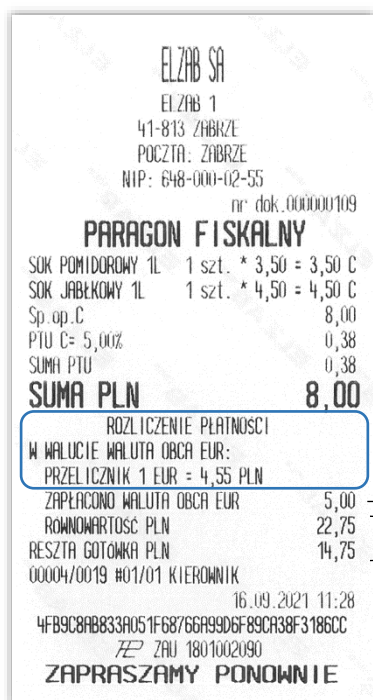 ELZAB SA
ELZAB 1
41-813 ZABRZE
POCZTA: ZABRZE
NIP: 648-000-02-55
nr dok.000000109
PARAGON FISKALNY
SOK POMIDOROWY 1L 1 szt. * 3,50 = 3,50 C
SOK JABŁKOWY 1L 1 szt. * 4,50 = 4,50 C
Sp.op.C 8,00
PTU C= 5,00% 0,38
SUMA PTU 0,38
SUMA PLN 8,00
ROZLICZENIE PŁATNOŚCI
W WALUCIE WALUTA OBCA EUR:
PRZELICZNIK 1 EUR = 4,55 PLN
ZAPŁACONO WALUTA OBCA EUR 5,00
RÓWNOWARTOŚĆ PLN 22,75
RESZTA GOTÓWKA PLN 14,75
00004/0019 #01/01 KIEROWNIK
16.09.2021 11:28
4FB9C8AB833A051F68766A99D6F89CA38F3186CC
ZAU 1801002090
ZAPRASZAMY PONOWNIE